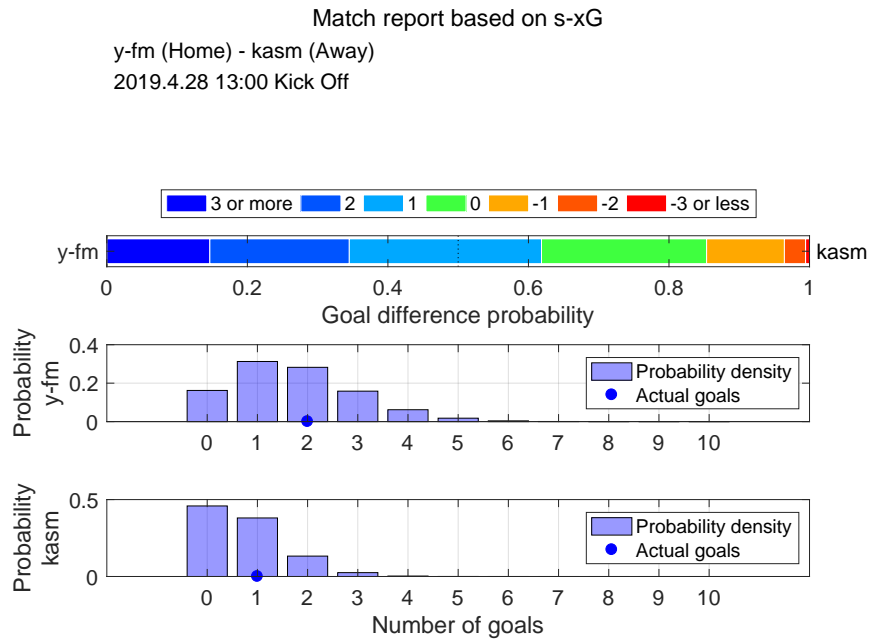 Match report based on s-xG
y-fm (Home) - kasm (Away)
2019.4.28 13:00 Kick Off
3 or more 2 1 0 -1 -2 -3 or less
y-fm kasm
0 0.2 0.4 0.6 0.8 1
Goal difference probability
Probability
y-fm
0.4
0.2
0
Probability density
Actual goals
0 1 2 3 4 5 6 7 8 9 10
Probability
kasm
0.5
0
Probability density
Actual goals
0 1 2 3 4 5 6 7 8 9 10
Number of goals